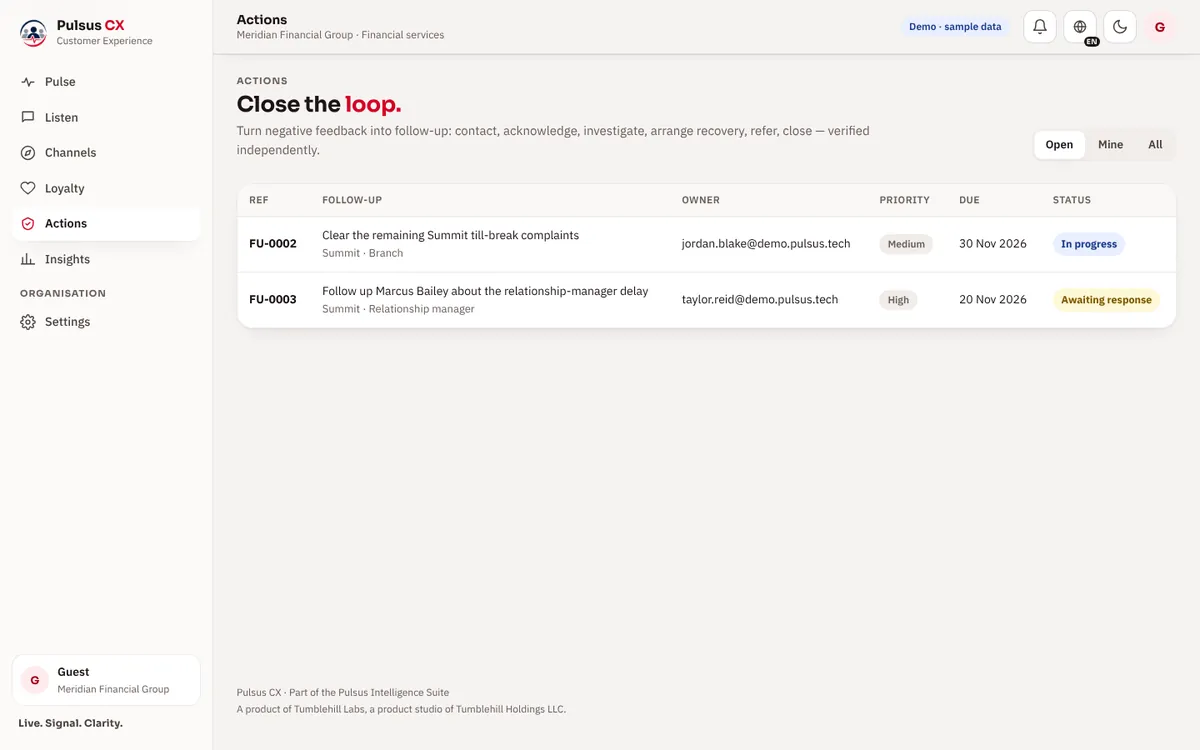 Pulsus CX
Customer Experience
Pulse
Listen
Channels
Loyalty
Actions
Insights
ORGANISATION
Settings
G
Guest
Meridian Financial Group
Live. Signal. Clarity.
Actions
Meridian Financial Group · Financial services
Demo · sample data
EN
G
ACTIONS
Close the loop.
Turn negative feedback into follow-up: contact, acknowledge, investigate, arrange recovery, refer, close — verified
independently.
Open Mine All
REF FOLLOW-UP OWNER PRIORITY DUE STATUS
FU-0002 Clear the remaining Summit till-break complaints jordan.blake@demo.pulsus.tech Medium 30 Nov 2026 In progress
Summit · Branch
FU-0003 Follow up Marcus Bailey about the relationship-manager delay taylor.reid@demo.pulsus.tech High 20 Nov 2026 Awaiting response
Summit · Relationship manager
Pulsus CX · Part of the Pulsus Intelligence Suite
A product of Tumblehill Labs, a product studio of Tumblehill Holdings LLC.